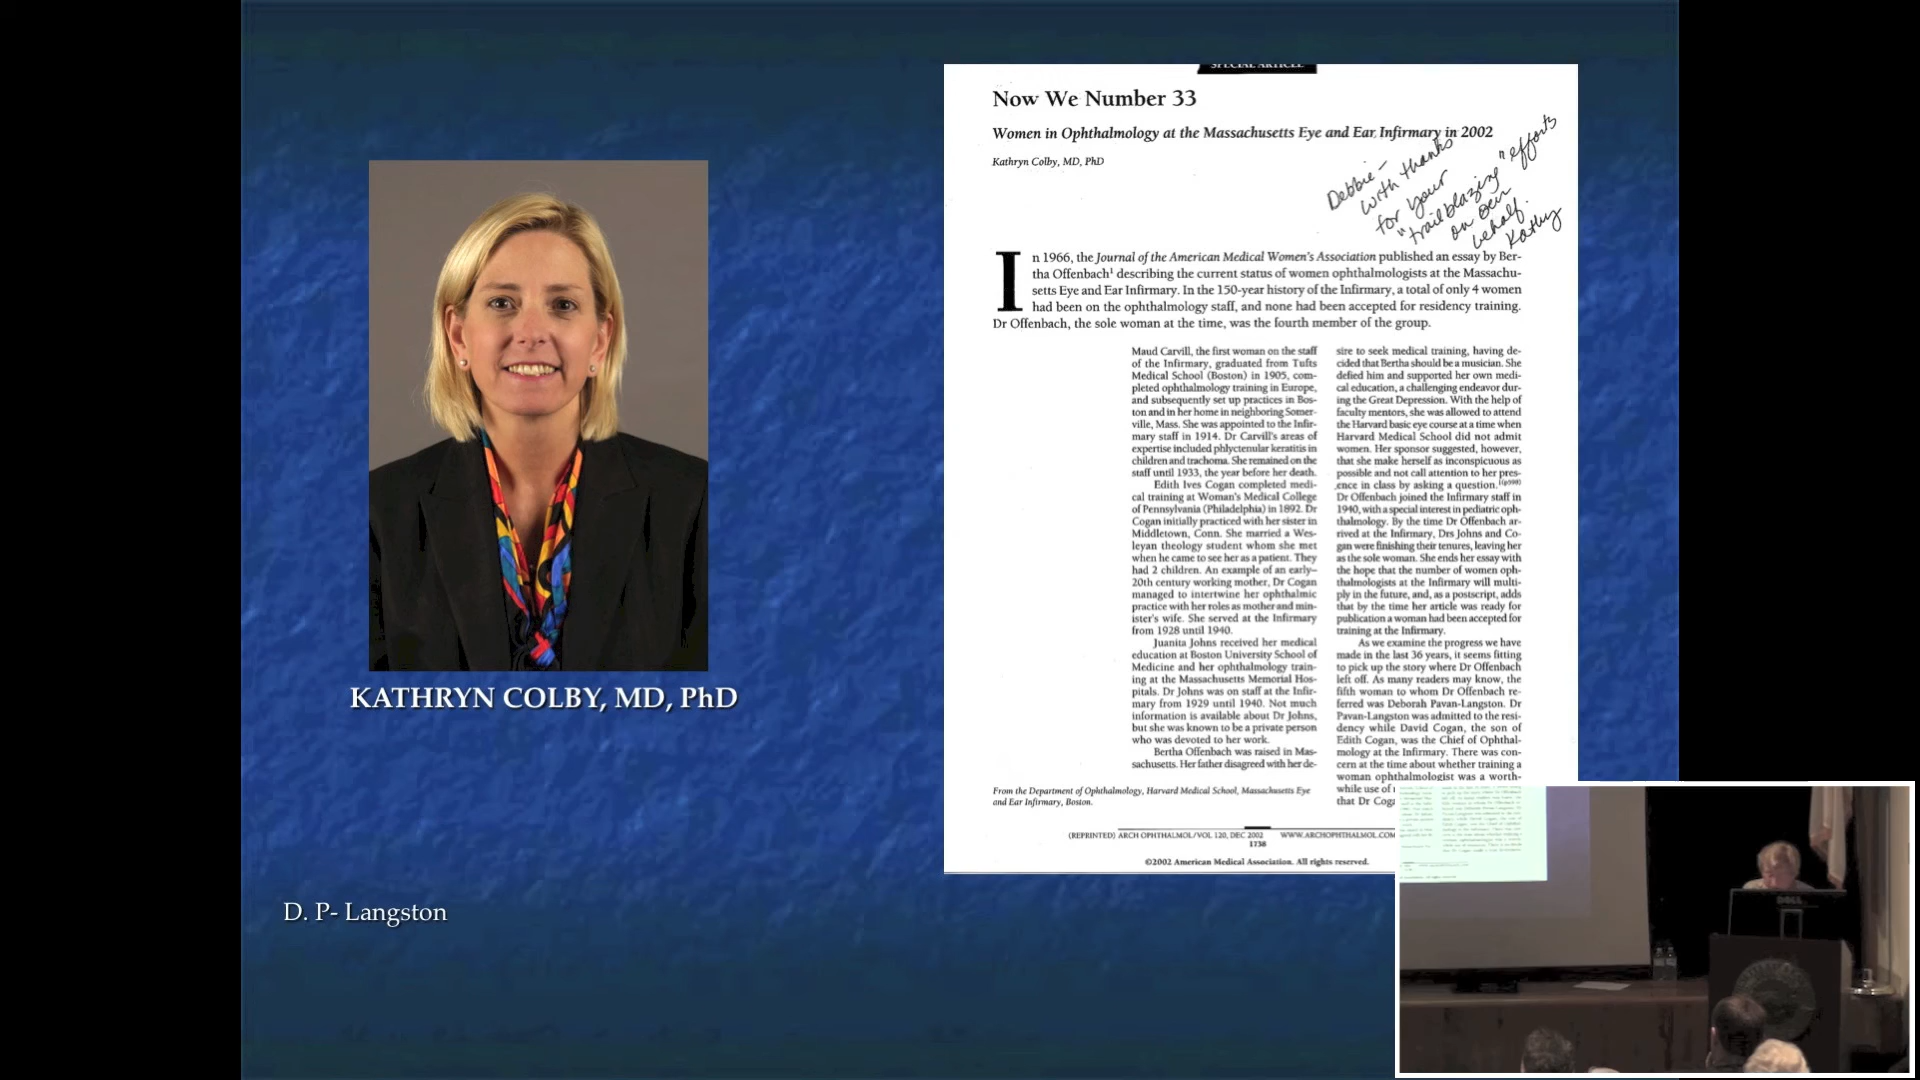 SPECIAL ARTICLE
Now We Number 33
Women in Ophthalmology at the Massachusetts Eye and Ear Infirmary in 2002
Kathryn Colby, MD, PhD
Debbie –
with thanks
for your
"trailblazing" efforts
on our
behalf.
Kathy
In 1966, the Journal of the American Medical Women's Association published an essay by Ber-
tha Offenbach1 describing the current status of women ophthalmologists at the Massachu-
setts Eye and Ear Infirmary. In the 150-year history of the Infirmary, a total of only 4 women
had been on the ophthalmology staff, and none had been accepted for residency training.
Dr Offenbach, the sole woman at the time, was the fourth member of the group.
Maud Carvill, the first woman on the staff
of the Infirmary, graduated from Tufts
Medical School (Boston) in 1905, com-
pleted ophthalmology training in Europe,
and subsequently set up practices in Bos-
ton and in her home in neighboring Somer-
ville, Mass. She was appointed to the Infir-
mary staff in 1914. Dr Carvill's areas of
expertise included phlyctenular keratitis in
children and trachoma. She remained on the
staff until 1933, the year before her death.
Edith Ives Cogan completed medi-
cal training at Woman's Medical College
of Pennsylvania (Philadelphia) in 1892. Dr
Cogan initially practiced with her sister in
Middletown, Conn. She married a Wes-
leyan theology student whom she met
when he came to see her as a patient. They
had 2 children. An example of an early–
20th century working mother, Dr Cogan
managed to intertwine her ophthalmic
practice with her roles as mother and min-
ister's wife. She served at the Infirmary
from 1928 until 1940.
Juanita Johns received her medical
education at Boston University School of
Medicine and her ophthalmology train-
ing at the Massachusetts Memorial Hos-
pitals. Dr Johns was on staff at the Infir-
mary from 1929 until 1940. Not much
information is available about Dr Johns,
but she was known to be a private person
who was devoted to her work.
Bertha Offenbach was raised in Mas-
sachusetts. Her father disagreed with her de-
sire to seek medical training, having de-
cided that Bertha should be a musician. She
defied him and supported her own medi-
cal education, a challenging endeavor dur-
ing the Great Depression. With the help of
faculty mentors, she was allowed to attend
the Harvard basic eye course at a time when
Harvard Medical School did not admit
women. Her sponsor suggested, however,
that she make herself as inconspicuous as
possible and not call attention to her pres-
ence in class by asking a question.1(p598)
Dr Offenbach joined the Infirmary staff in
1940, with a special interest in pediatric oph-
thalmology. By the time Dr Offenbach ar-
rived at the Infirmary, Drs Johns and Co-
gan were finishing their tenures, leaving her
as the sole woman. She ends her essay with
the hope that the number of women oph-
thalmologists at the Infirmary will multi-
ply in the future, and, as a postscript, adds
that by the time her article was ready for
publication a woman had been accepted for
training at the Infirmary.
As we examine the progress we have
made in the last 36 years, it seems fitting
to pick up the story where Dr Offenbach
left off. As many readers may know, the
fifth woman to whom Dr Offenbach re-
ferred was Deborah Pavan-Langston. Dr
Pavan-Langston was admitted to the resi-
dency while David Cogan, the son of
Edith Cogan, was the Chief of Ophthal-
mology at the Infirmary. There was con-
cern at the time about whether training a
woman ophthalmologist was a worth-
while use of
that Dr Coga
From the Department of Ophthalmology, Harvard Medical School, Massachusetts Eye
and Ear Infirmary, Boston.
(REPRINTED) ARCH OPHTHALMOL/VOL 120, DEC 2002 WWW.ARCHOPHTHALMOL.COM
1738
©2002 American Medical Association. All rights reserved.
KATHRYN COLBY, MD, PhD
D. P- Langston
DELL